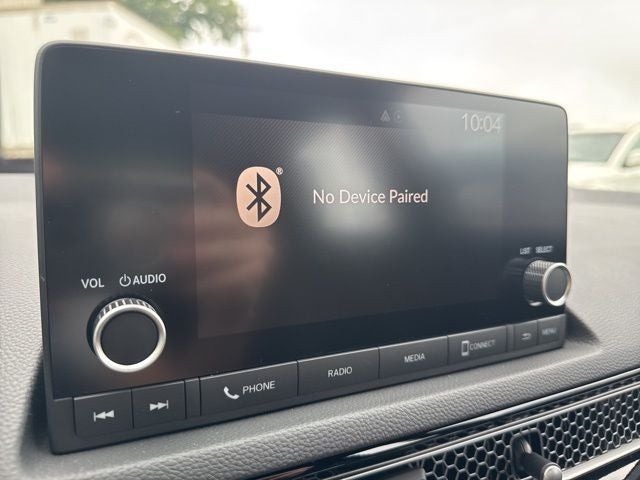 10:04
®
No Device Paired
VOL AUDIO
LIST SELECT
PHONE
RADIO
MEDIA
CONNECT
MENU